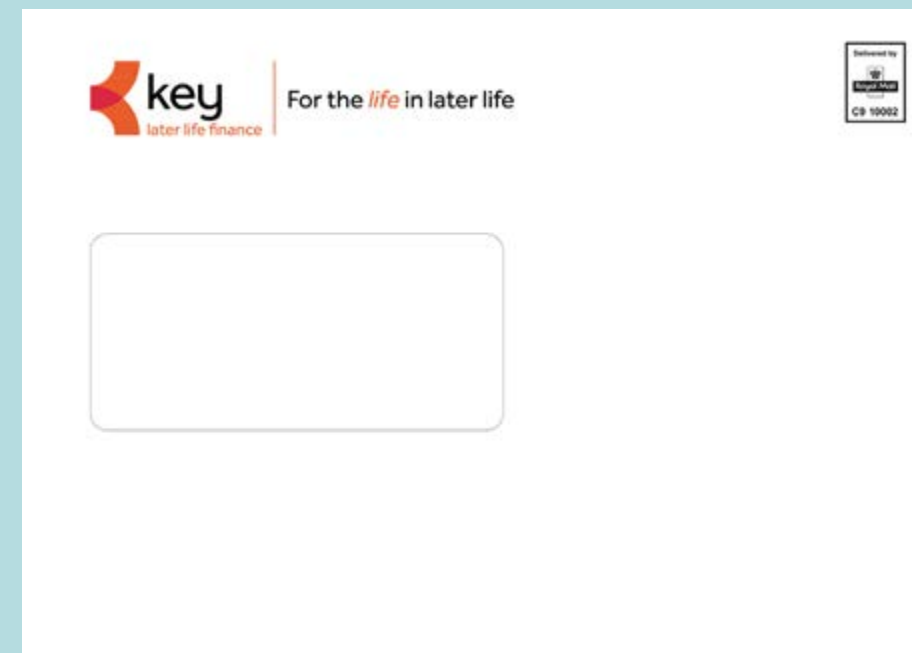 key
later life finance
For the life in later life
Delivered by
Royal Mail
C9 10002